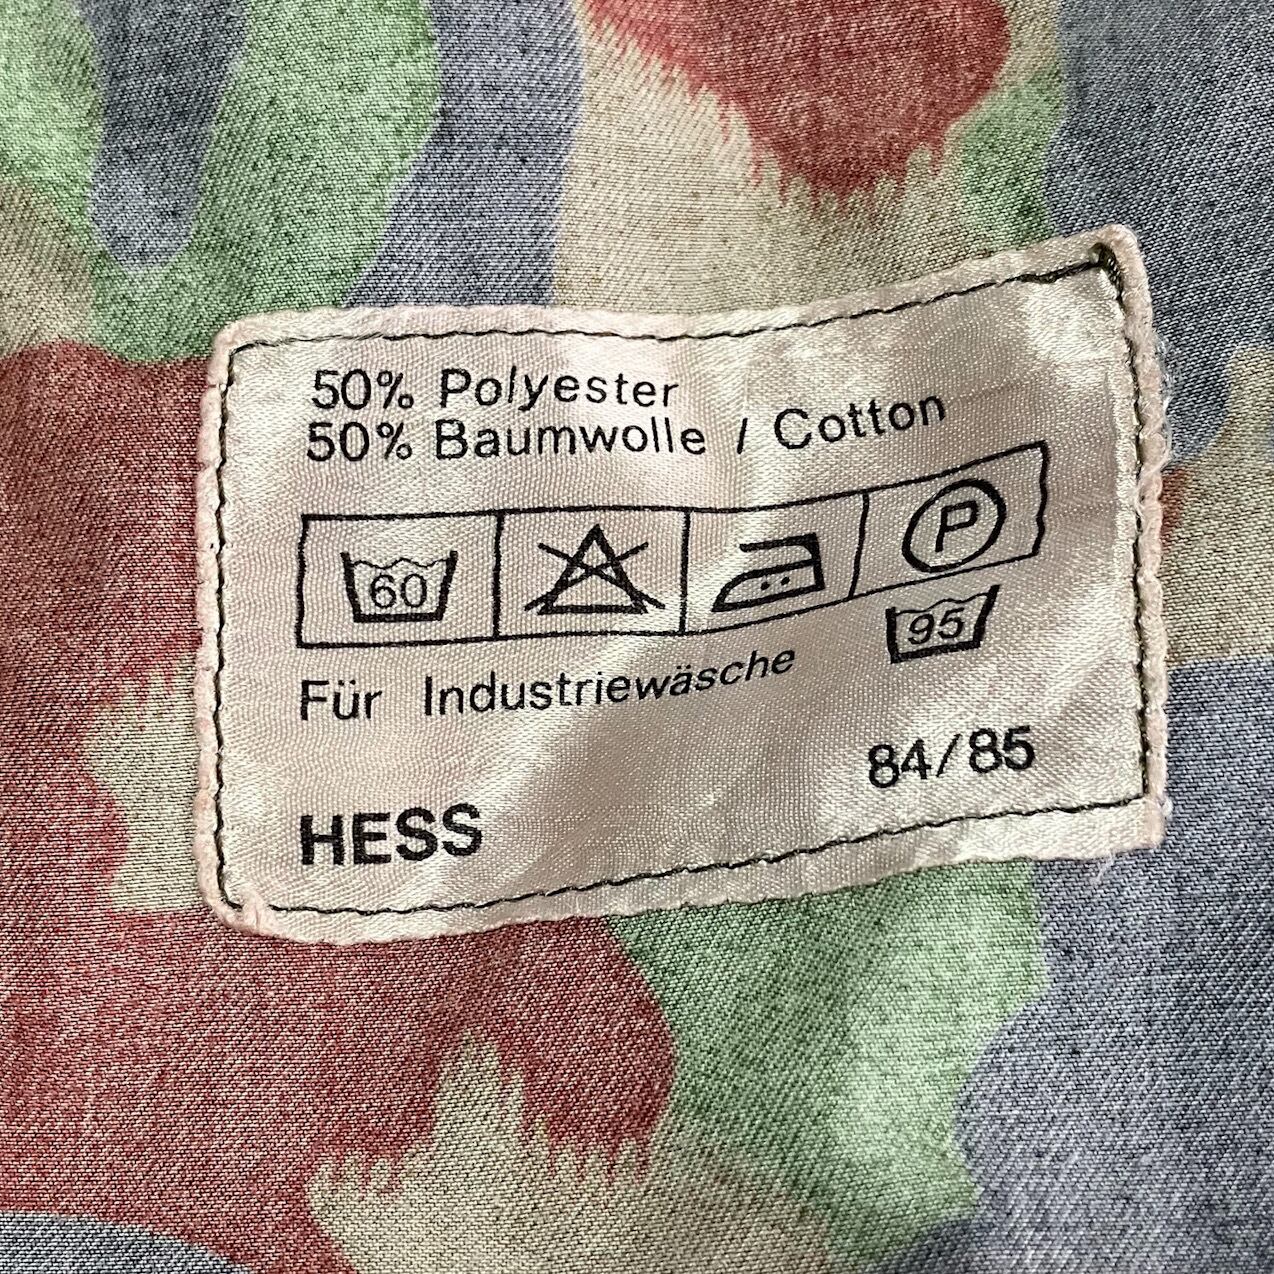 50% Polyester
50% Baumwolle / Cotton
60 P
95
Für Industriewäsche
84/85
HESS